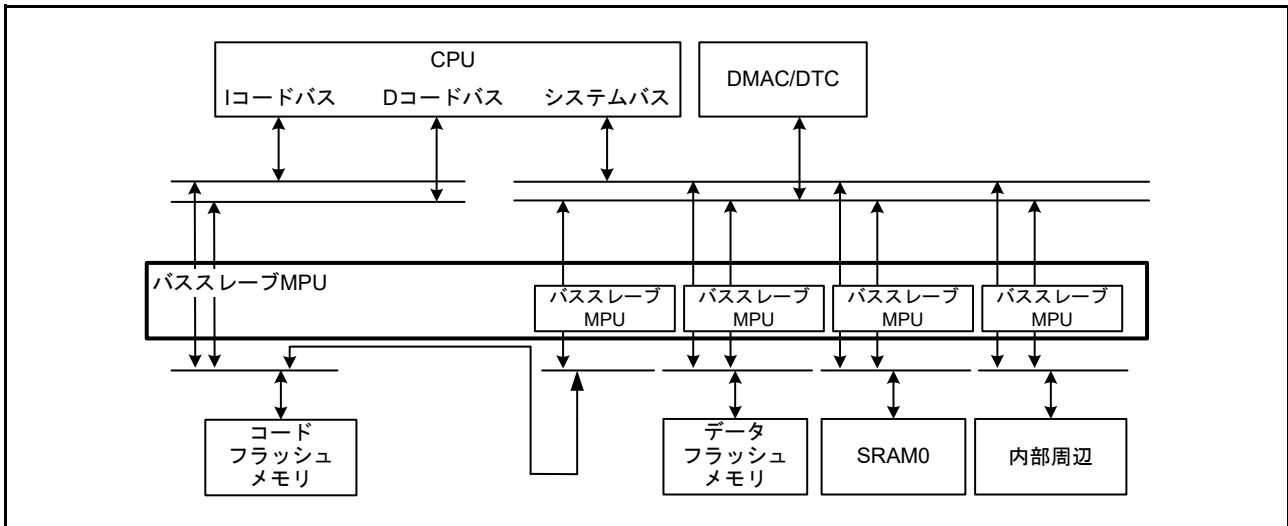 CPU
Iコードバス
Dコードバス
システムバス
DMAC/DTC
バススレーブMPU
バススレーブ
MPU
バススレーブ
MPU
バススレーブ
MPU
バススレーブ
MPU
コード
フラッシュ
メモリ
データ
フラッシュ
メモリ
SRAM0
内部周辺